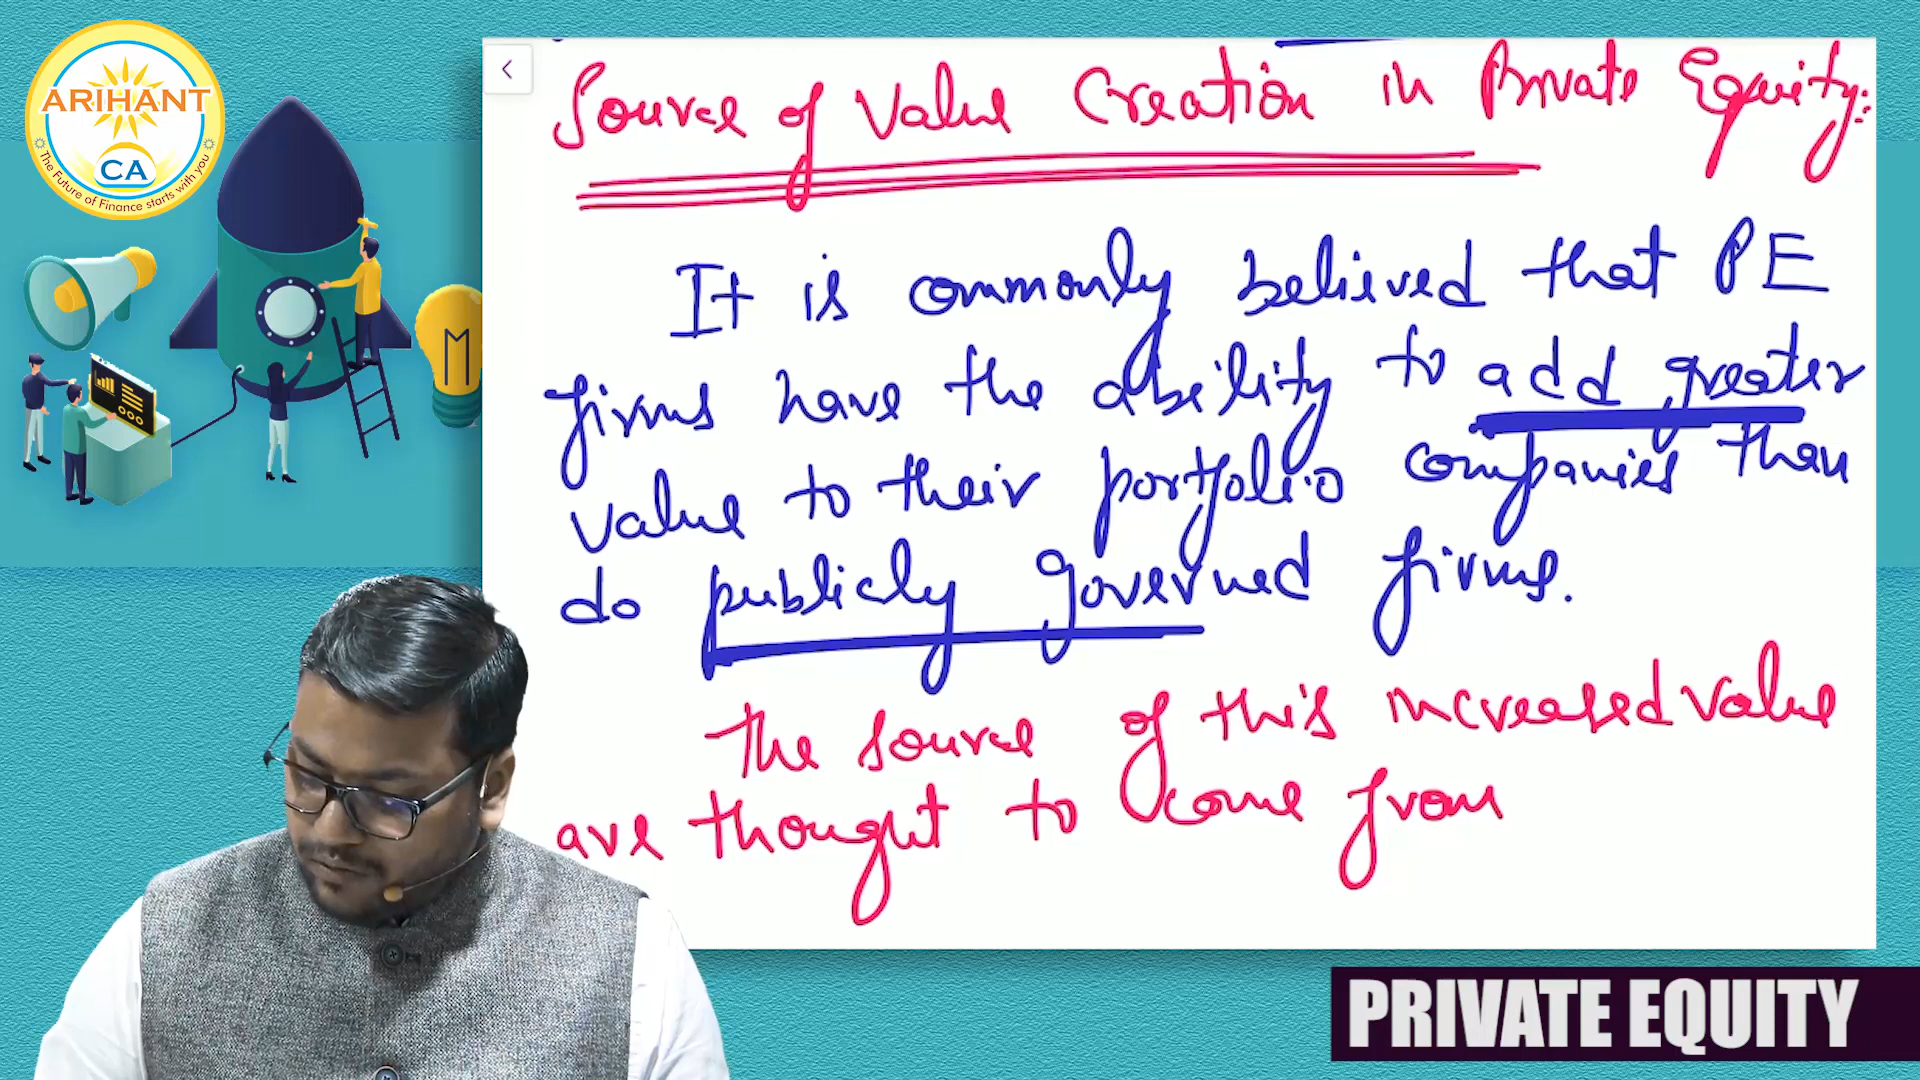 ARIHANT
CA
The Future of Finance starts with you
Source of Value Creation in Private Equity:
It is commonly believed that PE
firms have the ability to add greater
value to their portfolio companies than
do publicly governed firms.
The source of this increased value
are thought to come from
PRIVATE EQUITY